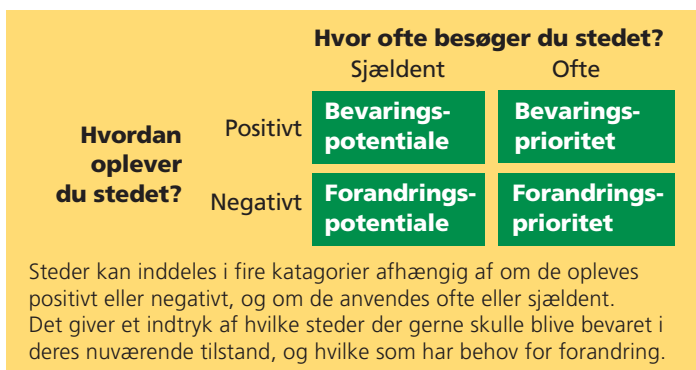 Hvor ofte besøger du stedet?
Sjældent Ofte
Hvordan
oplever
du stedet?
Positivt
Bevarings-
potentiale
Bevarings-
prioritet
Negativt
Forandrings-
potentiale
Forandrings-
prioritet
Steder kan inddeles i fire katagorier afhængig af om de opleves
positivt eller negativt, og om de anvendes ofte eller sjældent.
Det giver et indtryk af hvilke steder der gerne skulle blive bevaret i
deres nuværende tilstand, og hvilke som har behov for forandring.